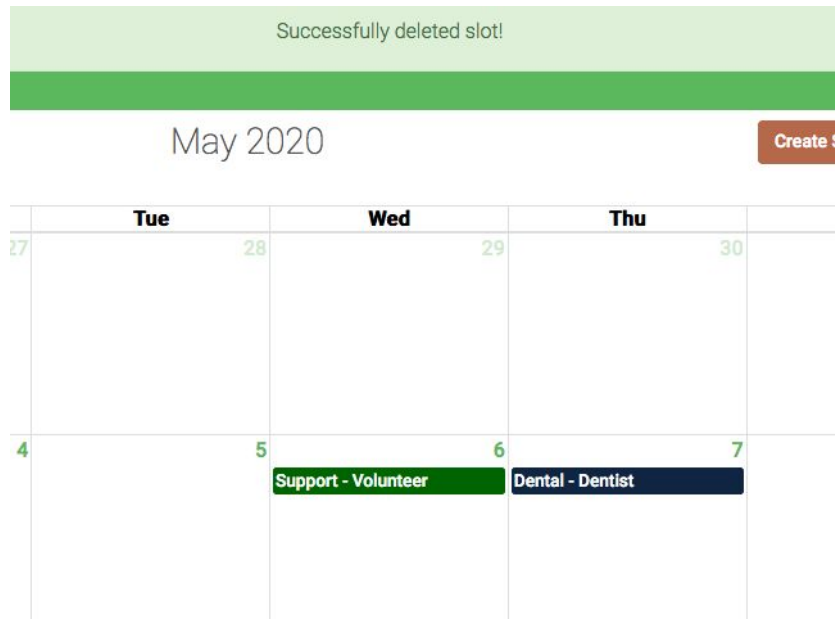 Successfully deleted slot!
May 2020
Create
Tue Wed Thu
27 28 29 30
4 5 6 7
Support - Volunteer Dental - Dentist